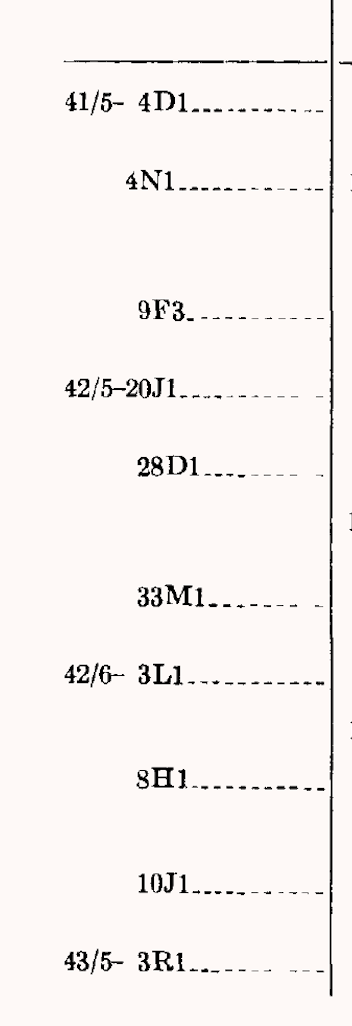 41/5- 4D1
4N1
9F3
42/5-20J1
28D1
33M1
42/6- 3L1
8H1
10J1
43/5- 3R1